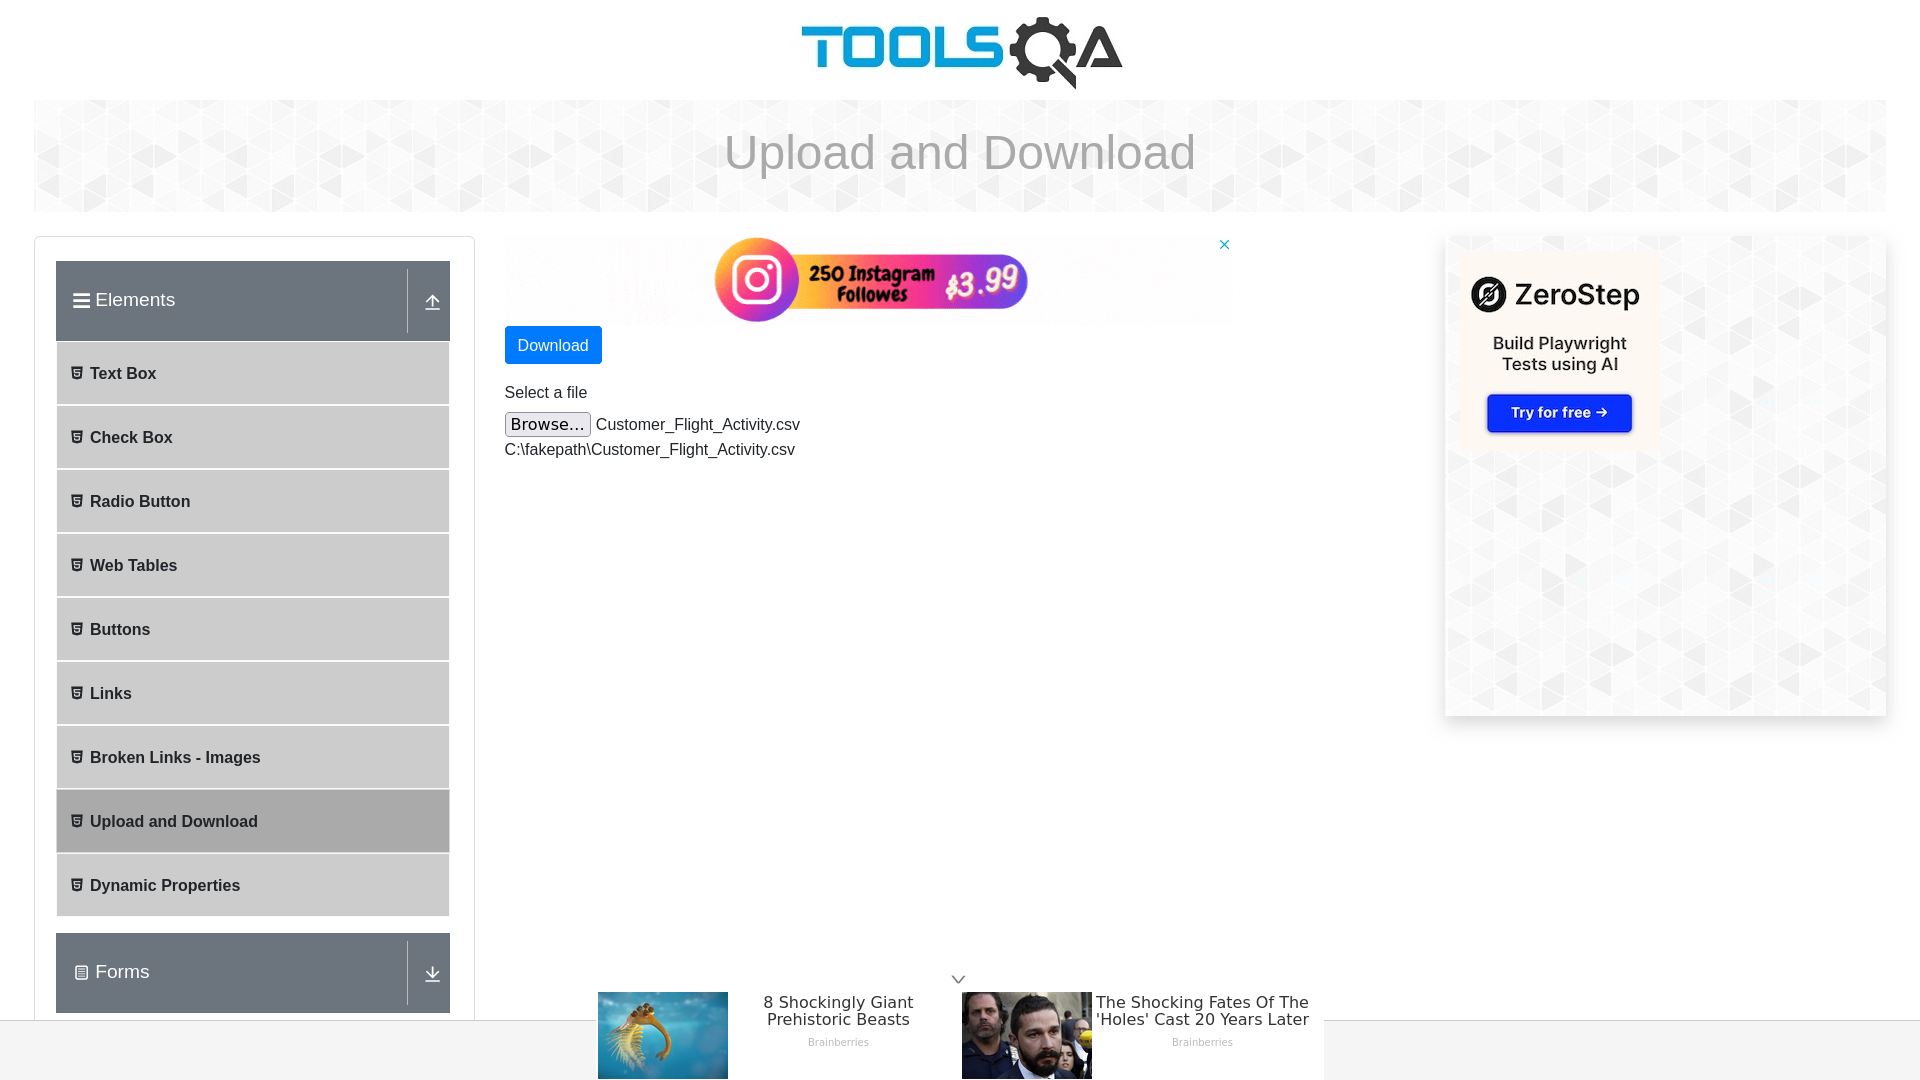 TOOLSQA
Upload and Download
Elements
Text Box
Check Box
Radio Button
Web Tables
Buttons
Links
Broken Links - Images
Upload and Download
Dynamic Properties
Forms
250 Instagram
Followes
$3.99
Download
Select a file
Browse... Customer_Flight_Activity.csv
C:\fakepath\Customer_Flight_Activity.csv
ZeroStep
Build Playwright
Tests using AI
Try for free →
8 Shockingly Giant
Prehistoric Beasts
Brainberries
The Shocking Fates Of The
'Holes' Cast 20 Years Later
Brainberries